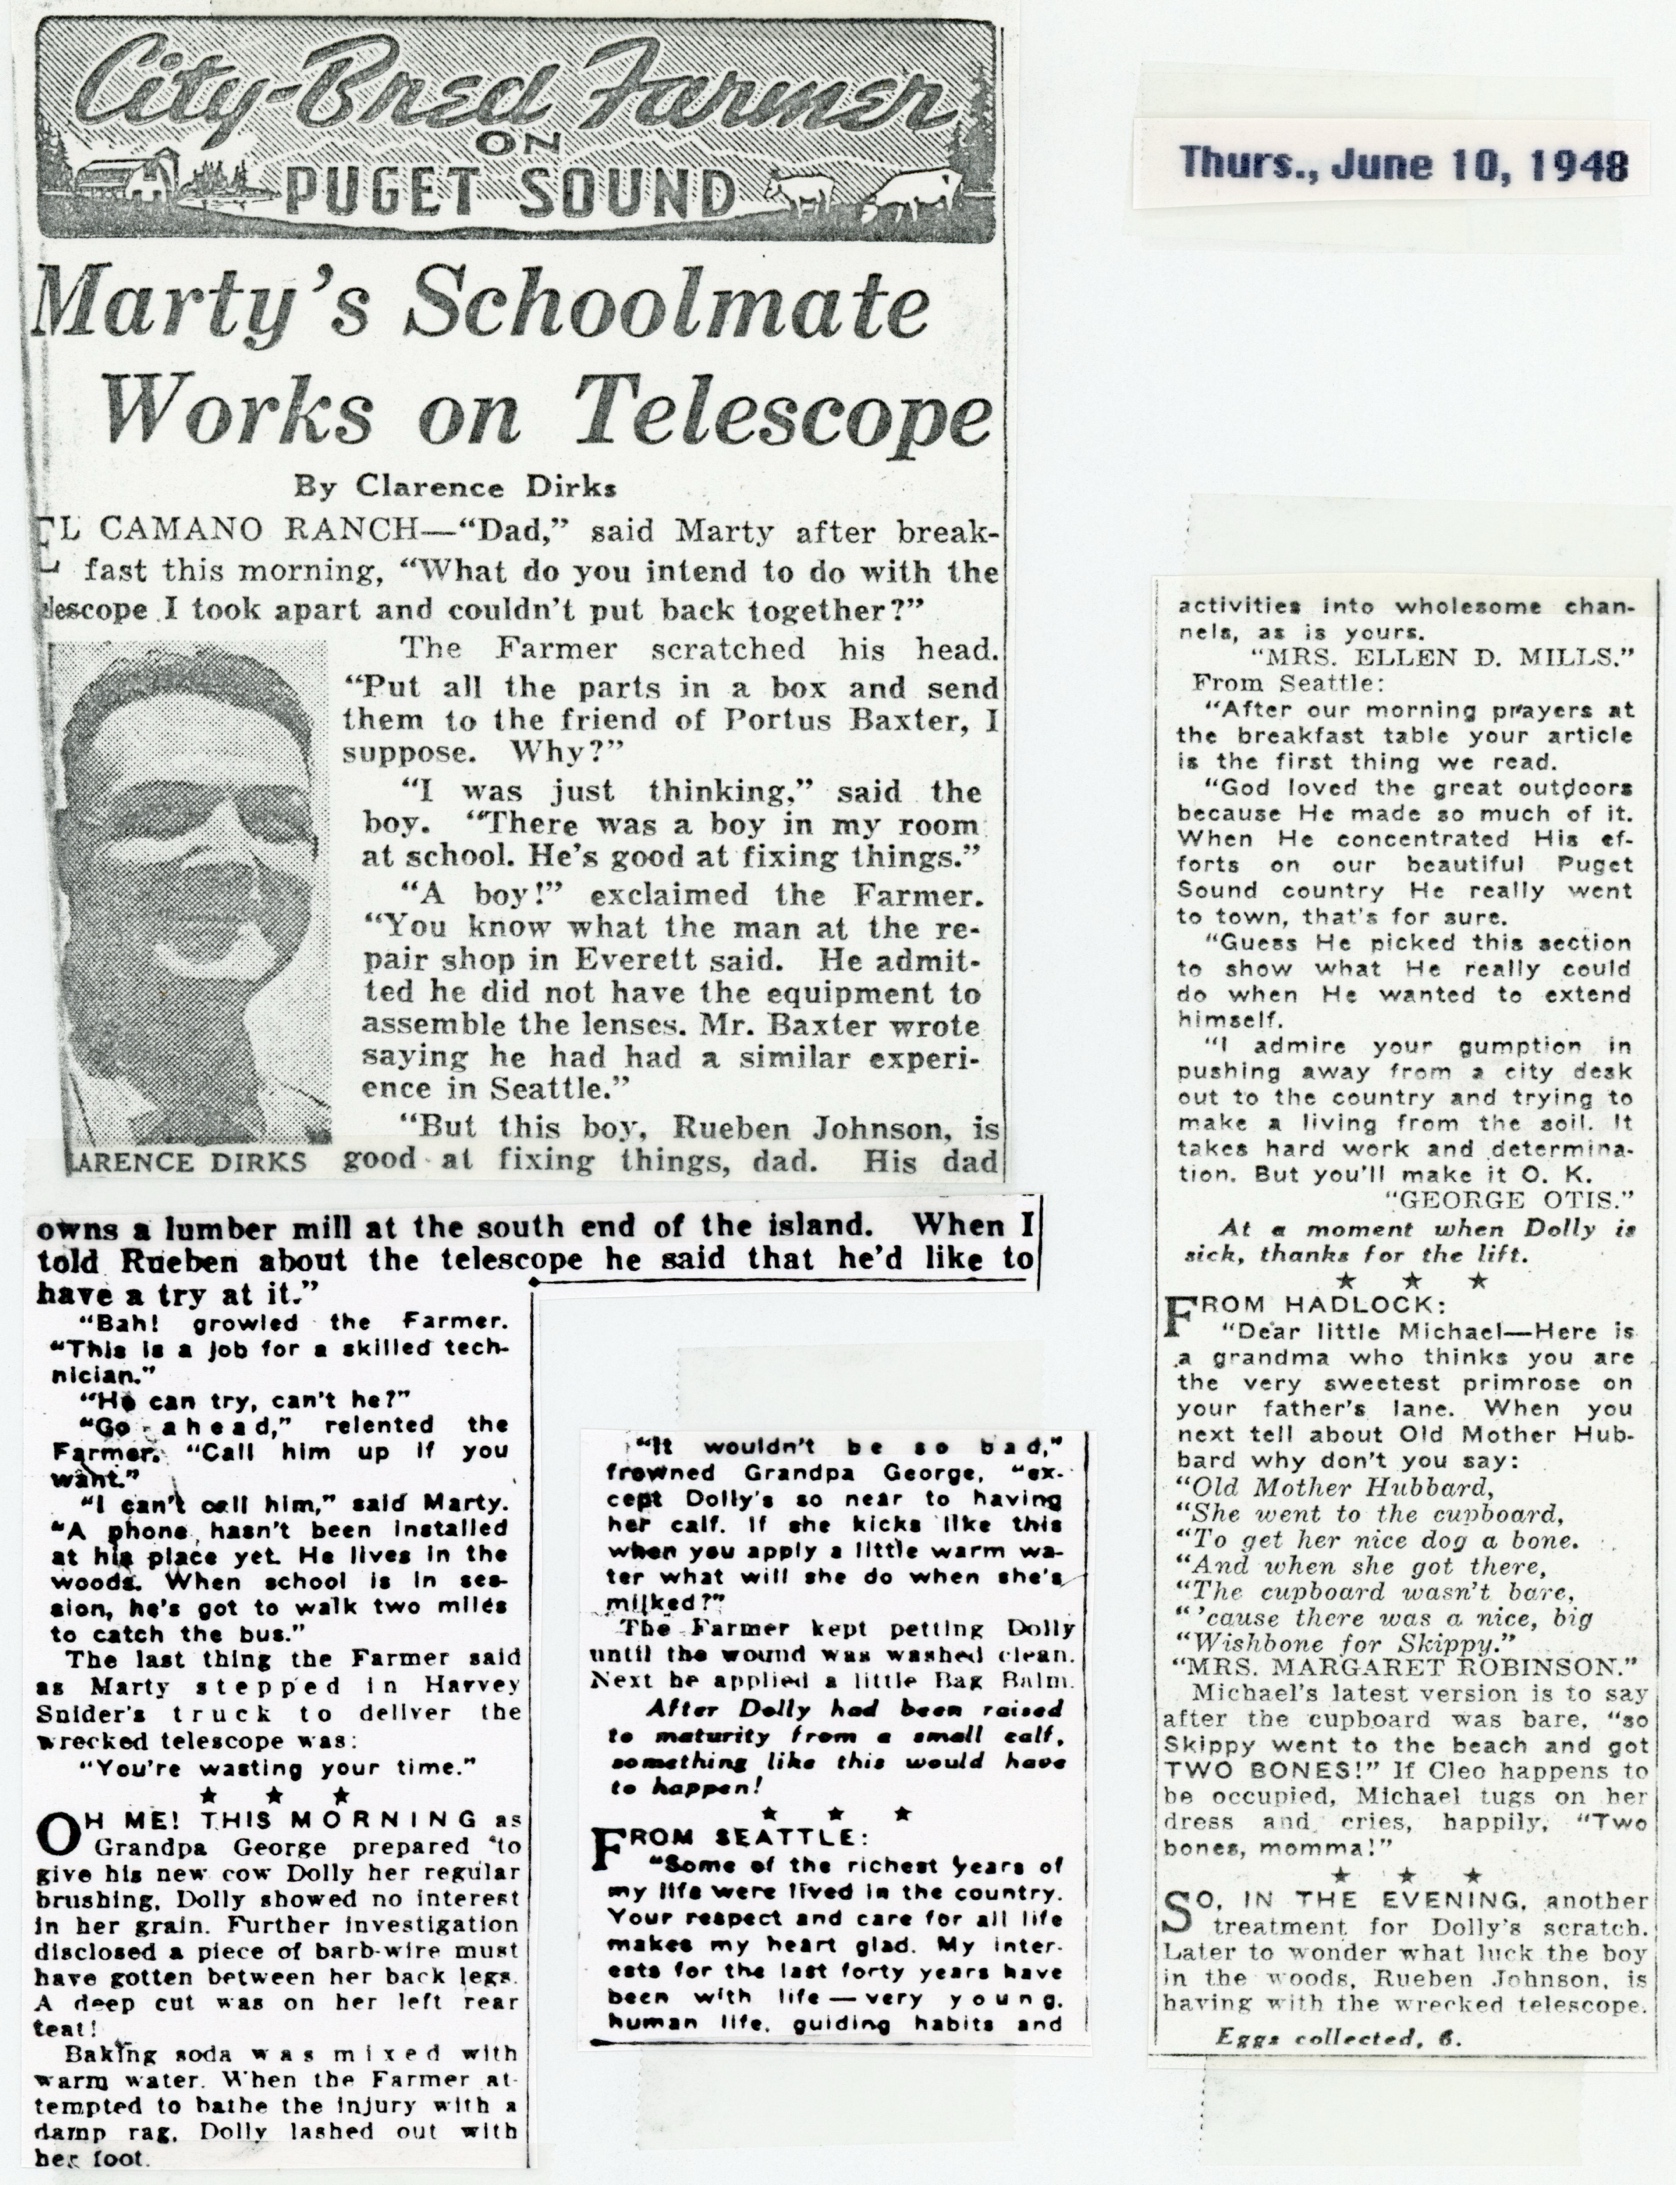 City-Bred Farmer
ON
PUGET SOUND
Thurs., June 10, 1948
Marty's Schoolmate
Works on Telescope
By Clarence Dirks
EL CAMANO RANCH—“Dad,” said Marty after break-
fast this morning, “What do you intend to do with the
elescope I took apart and couldn't put back together?”
The Farmer scratched his head.
“Put all the parts in a box and send
them to the friend of Portus Baxter, I
suppose. Why?”
“I was just thinking,” said the
boy. “There was a boy in my room
at school. He's good at fixing things.”
“A boy!” exclaimed the Farmer.
“You know what the man at the re-
pair shop in Everett said. He admit-
ted he did not have the equipment to
assemble the lenses. Mr. Baxter wrote
saying he had had a similar experi-
ence in Seattle.”
“But this boy, Rueben Johnson, is
good at fixing things, dad. His dad
LARENCE DIRKS
owns a lumber mill at the south end of the island. When I
told Rueben about the telescope he said that he'd like to
have a try at it.”
“Bah! growled the Farmer.
“This is a job for a skilled tech-
nician.”
“He can try, can't he?”
“Go ahead,” relented the
Farmer. “Call him up if you
want.”
“I can't call him,” said Marty.
“A phone hasn't been installed
at his place yet. He lives in the
woods. When school is in ses-
sion, he's got to walk two miles
to catch the bus.”
The last thing the Farmer said
as Marty stepped in Harvey
Snider's truck to deliver the
wrecked telescope was:
“You're wasting your time.”
★ ★ ★
OH ME! THIS MORNING as
Grandpa George prepared to
give his new cow Dolly her regular
brushing, Dolly showed no interest
in her grain. Further investigation
disclosed a piece of barb-wire must
have gotten between her back legs.
A deep cut was on her left rear
teat!
Baking soda was mixed with
warm water. When the Farmer at-
tempted to bathe the injury with a
damp rag, Dolly lashed out with
her foot.
“It wouldn't be so bad,”
frowned Grandpa George, “ex-
cept Dolly's so near to having
her calf. If she kicks like this
when you apply a little warm wa-
ter what will she do when she's
milked?”
The Farmer kept petting Dolly
until the wound was washed clean.
Next he applied a little Bag Balm.
After Dolly had been raised
to maturity from a small calf,
something like this would have
to happen!
★ ★ ★
FROM SEATTLE:
“Some of the richest years of
my life were lived in the country.
Your respect and care for all life
makes my heart glad. My inter-
ests for the last forty years have
been with life—very young,
human life, guiding habits and
activities into wholesome chan-
nels, as is yours.
“MRS. ELLEN D. MILLS.”
From Seattle:
“After our morning prayers at
the breakfast table your article
is the first thing we read.
“God loved the great outdoors
because He made so much of it.
When He concentrated His ef-
forts on our beautiful Puget
Sound country He really went
to town, that's for sure.
“Guess He picked this section
to show what He really could
do when He wanted to extend
himself.
“I admire your gumption in
pushing away from a city desk
out to the country and trying to
make a living from the soil. It
takes hard work and determina-
tion. But you'll make it O. K.
“GEORGE OTIS.”
At a moment when Dolly is
sick, thanks for the lift.
★ ★ ★
FROM HADLOCK:
“Dear little Michael—Here is
a grandma who thinks you are
the very sweetest primrose on
your father's lane. When you
next tell about Old Mother Hub-
bard why don't you say:
“Old Mother Hubbard,
“She went to the cupboard,
“To get her nice dog a bone.
“And when she got there,
“The cupboard wasn't bare,
“'cause there was a nice, big
“Wishbone for Skippy.”
“MRS. MARGARET ROBINSON.”
Michael's latest version is to say
after the cupboard was bare, “so
Skippy went to the beach and got
TWO BONES!” If Cleo happens to
be occupied, Michael tugs on her
dress and cries, happily, “Two
bones, momma!”
★ ★ ★
SO, IN THE EVENING, another
treatment for Dolly's scratch.
Later to wonder what luck the boy
in the woods, Rueben Johnson, is
having with the wrecked telescope.
Eggs collected, 6.